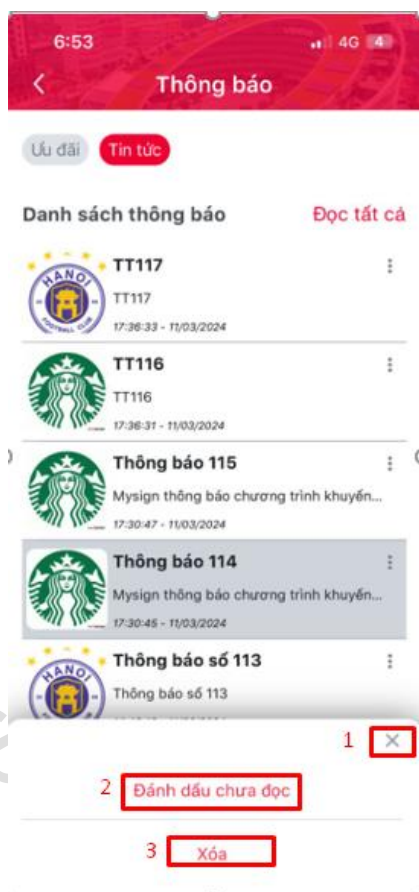 6:53
4G 4
Thông báo
Ưu đãi Tin tức
Danh sách thông báo Đọc tất cả
HANOI
FOOTBALL CLUB
TT117
TT117
17:36:33 - 11/03/2024
TT116
TT116
17:36:31 - 11/03/2024
Thông báo 115
Mysign thông báo chương trình khuyến...
17:30:47 - 11/03/2024
Thông báo 114
Mysign thông báo chương trình khuyến...
17:30:45 - 11/03/2024
HANOI
Thông báo số 113
Thông báo số 113
1
2 Đánh dấu chưa đọc
3 Xóa